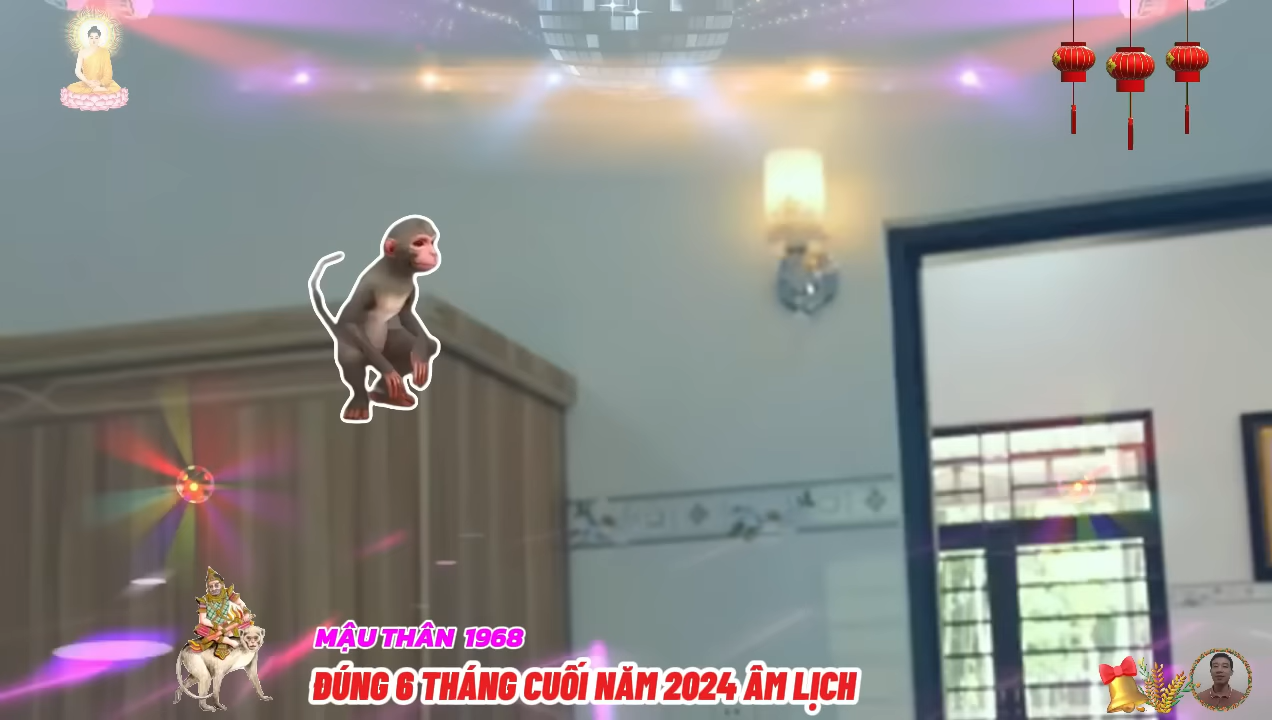 MẬU THÂN 1968
ĐÚNG 6 THÁNG CUỐI NĂM 2024 ÂM LỊCH